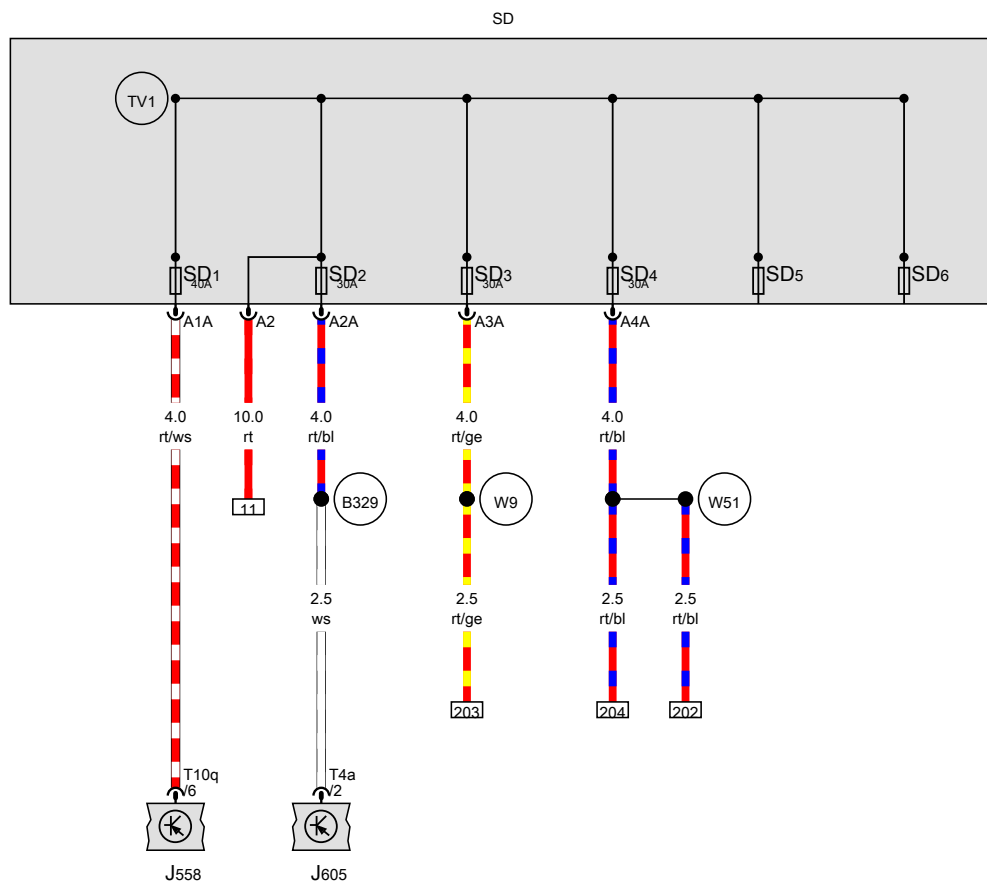 SD
TV1
SD1
40A
SD2
30A
SD3
30A
SD4
30A
SD5
SD6
A1A
A2
A2A
A3A
A4A
4.0
rt/ws
10.0
rt
4.0
rt/bl
4.0
rt/ge
4.0
rt/bl
11
B329
W9
W51
2.5
ws
2.5
rt/ge
2.5
rt/bl
2.5
rt/bl
203
204
202
T10q
/6
T4a
/2
J558
J605